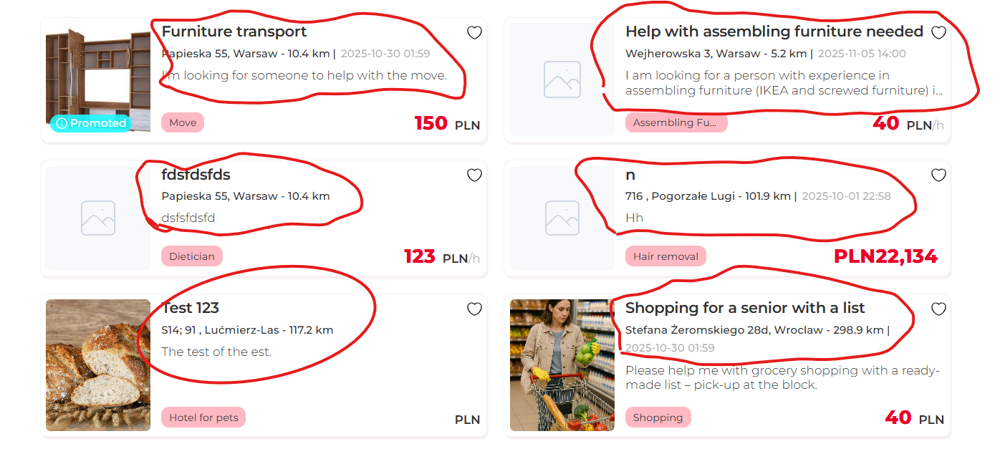 Furniture transport
Papieska 55, Warsaw - 10.4 km | 2025-10-30 01:59
I'm looking for someone to help with the move.
Promoted
Move
150 PLN
Help with assembling furniture needed
Wejherowska 3, Warsaw - 5.2 km | 2025-11-05 14:00
I am looking for a person with experience in
assembling furniture (IKEA and screwed furniture) i...
Assembling Fu...
40 PLN/h
fdsfdsfds
Papieska 55, Warsaw - 10.4 km
dsfsfdsfd
Dietician
123 PLN/h
n
716 , Pogorzałe Lugi - 101.9 km | 2025-10-01 22:58
Hh
Hair removal
PLN22,134
Test 123
S14; 91 , Lućmierz-Las - 117.2 km
The test of the est.
Hotel for pets
PLN
Shopping for a senior with a list
Stefana Żeromskiego 28d, Wroclaw - 298.9 km |
2025-10-30 01:59
Please help me with grocery shopping with a ready-
made list – pick-up at the block.
Shopping
40 PLN